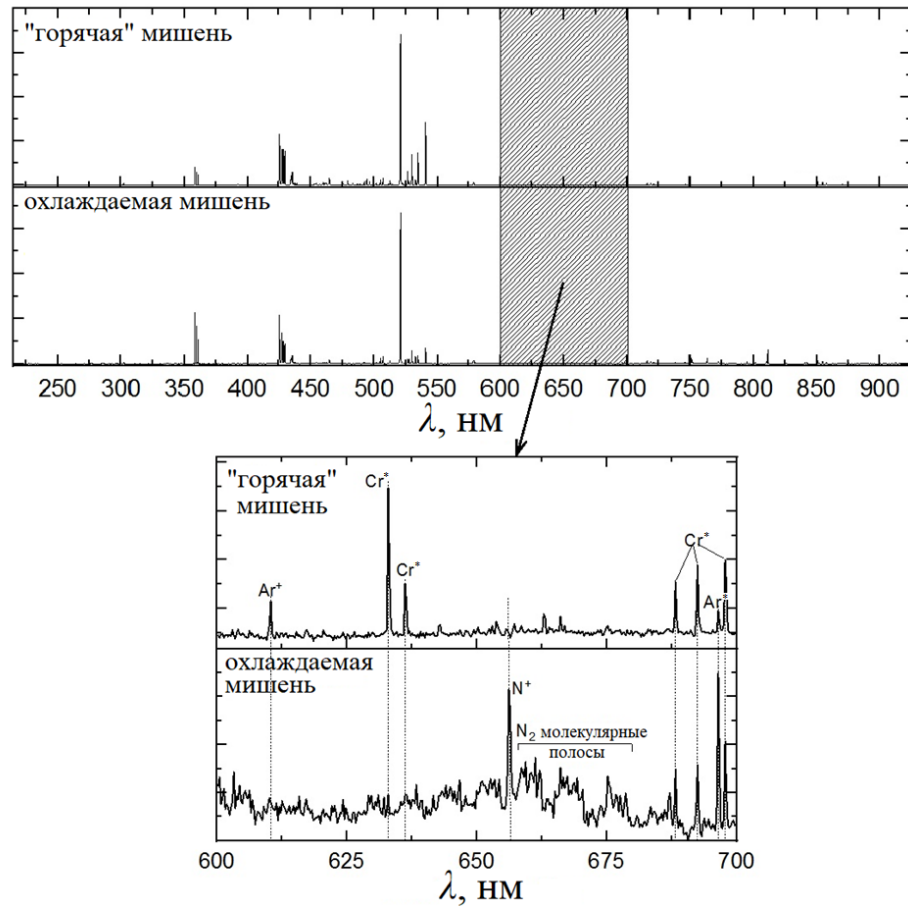 "горячая" мишень
охлаждаемая мишень
250 300 350 400 450 500 550 600 650 700 750 800 850 900
λ, нм
"горячая"
мишень
Cr*
Cr*
Ar⁺
Cr*
Ar*
охлаждаемая
мишень
N⁺
N₂ молекулярные
полосы
600 625 650 675 700
λ, нм